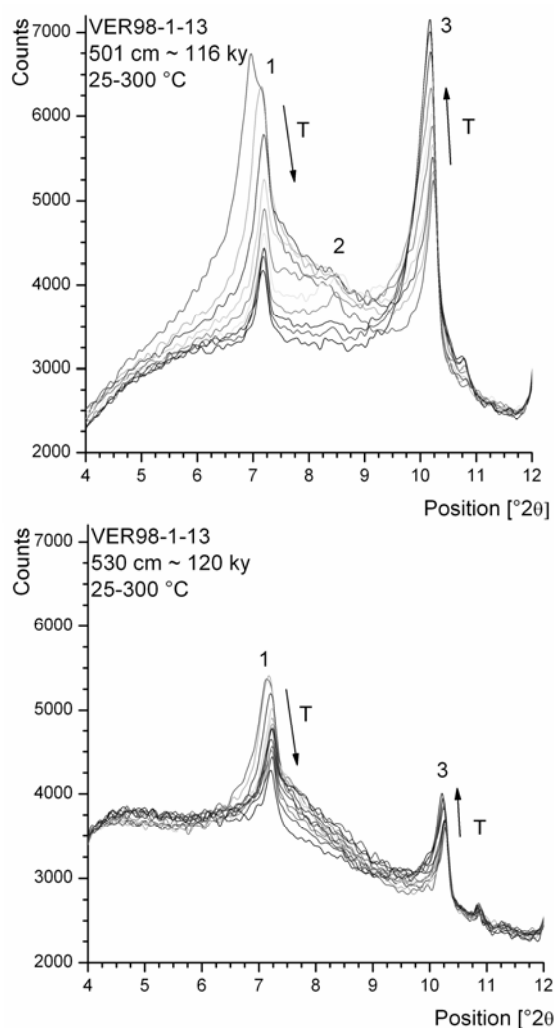 Counts
VER98-1-13
501 cm ~ 116 ky
25-300 °C
1
2
3
T
T
7000
6000
5000
4000
3000
2000
4 5 6 7 8 9 10 11 12
Position [°2θ]
Counts
VER98-1-13
530 cm ~ 120 ky
25-300 °C
1
3
T
T
7000
6000
5000
4000
3000
2000
4 5 6 7 8 9 10 11 12
Position [°2θ